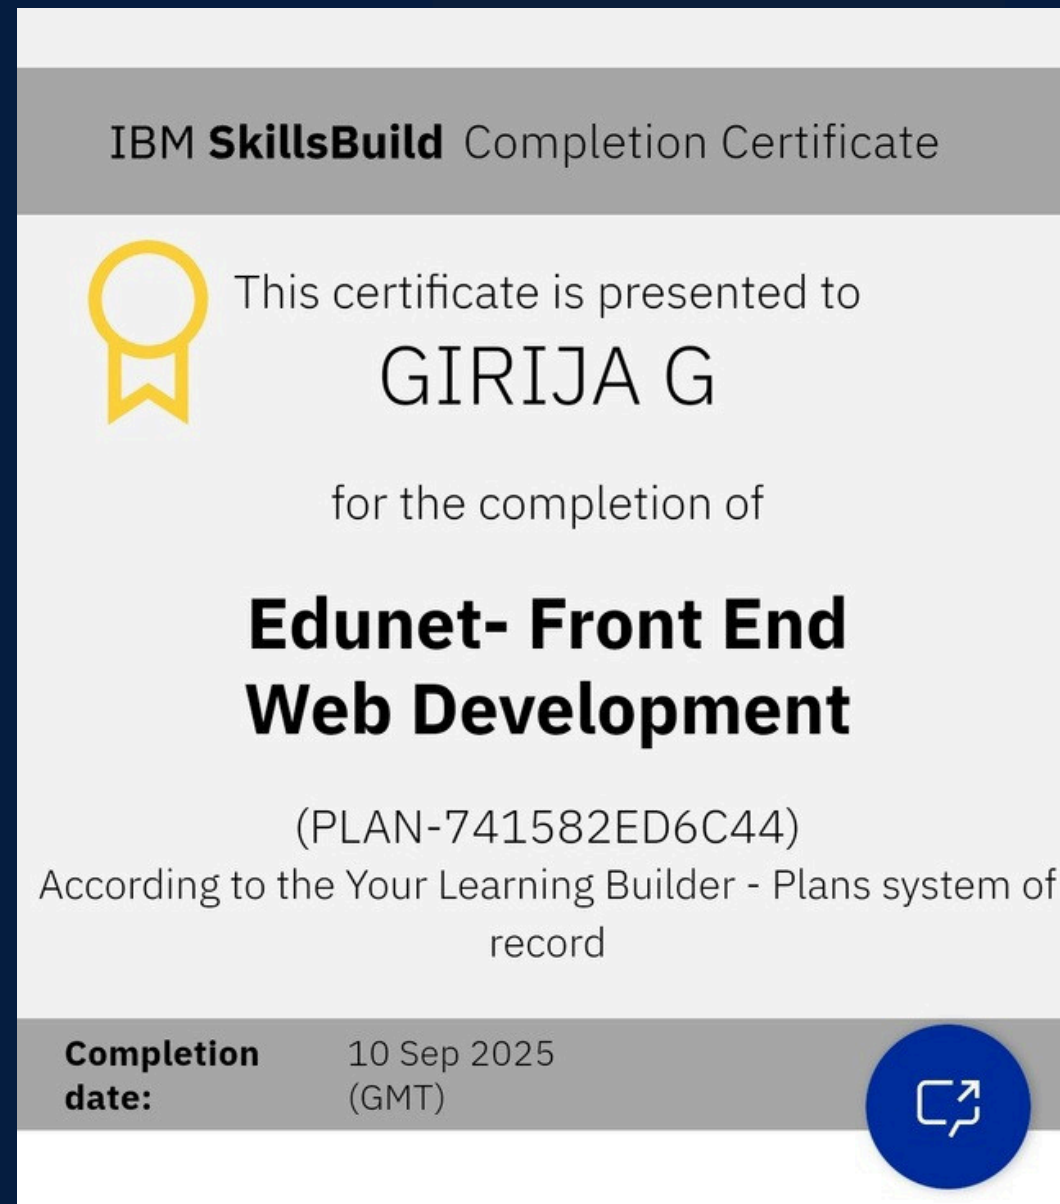 IBM SkillsBuild Completion Certificate
This certificate is presented to
GIRIJA G
for the completion of
Edunet- Front End
Web Development
(PLAN-741582ED6C44)
According to the Your Learning Builder - Plans system of
record
Completion date: 10 Sep 2025 (GMT)